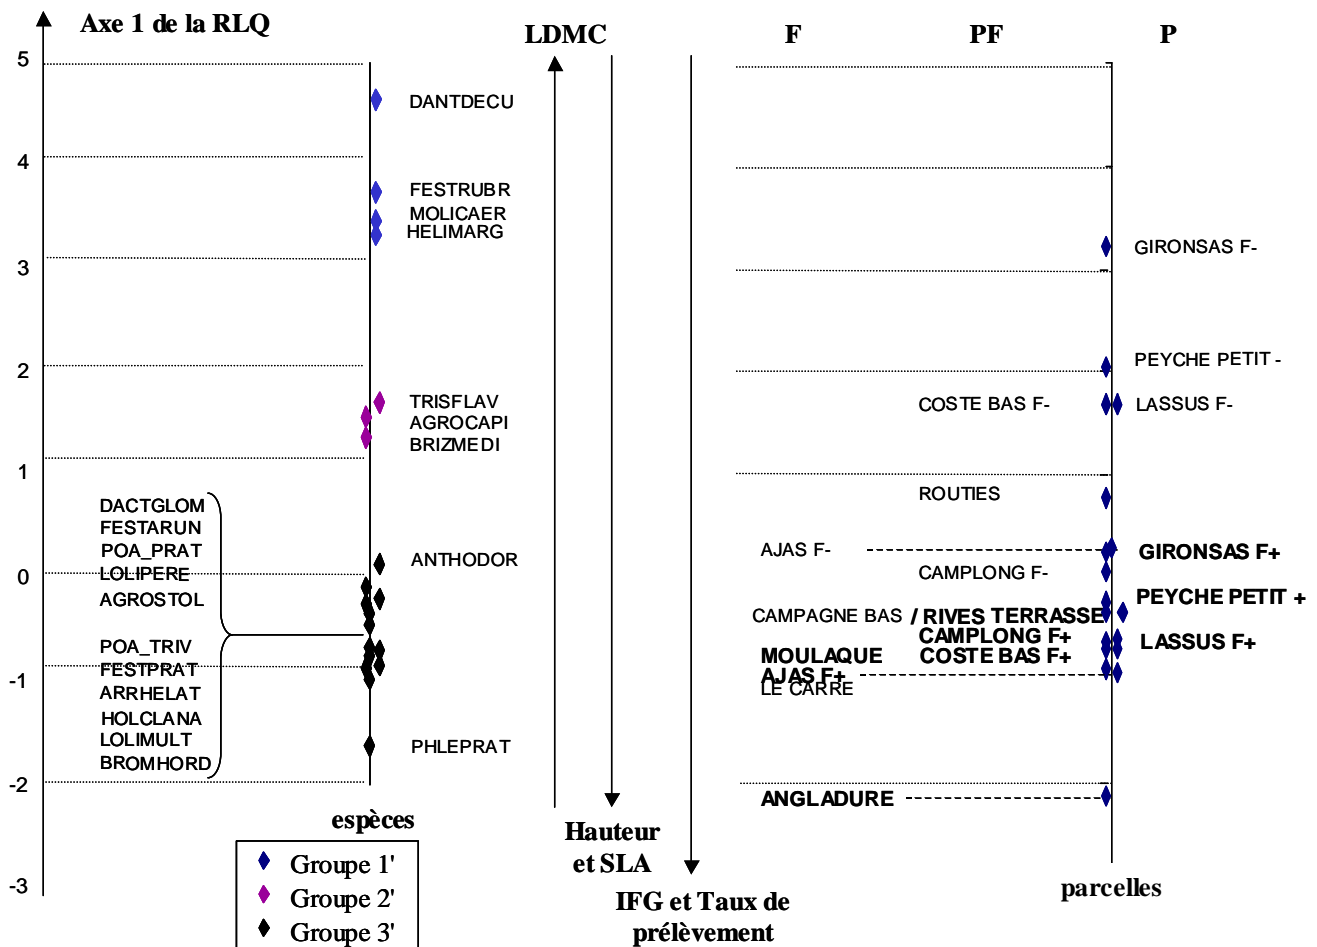 Axe 1 de la RLQ
LDMC
F
PF
P
5
4
3
2
1
0
-1
-2
-3
DANTDECU
FESTRUBR
MOLICAER
HELIMARG
TRISFLAV
AGROCAPI
BRIZMEDI
ANTHODOR
PHLEPRAT
DACTGLOM
FESTARUN
POA_PRAT
LOLIPERE
AGROSTOL
POA_TRIV
FESTPRAT
ARRHELAT
HOLCLANA
LOLIMULT
BROMHORD
espèces
Groupe 1'
Groupe 2'
Groupe 3'
Hauteur
et SLA
IFG et Taux de
prélèvement
GIRONSAS F-
PEYCHE PETIT -
COSTE BAS F-
LASSUS F-
ROUTIES
AJAS F-
GIRONSAS F+
CAMPLONG F-
PEYCHE PETIT +
CAMPAGNE BAS / RIVES TERRASSE
CAMPLONG F+
LASSUS F+
MOULAQUE
COSTE BAS F+
AJAS F+
LE CARRE
ANGLADURE
parcelles